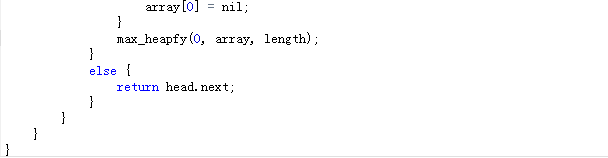 array[0] = nil;
}
max_heapfy(0, array, length);
}
else {
return head.next;
}
}
}
}